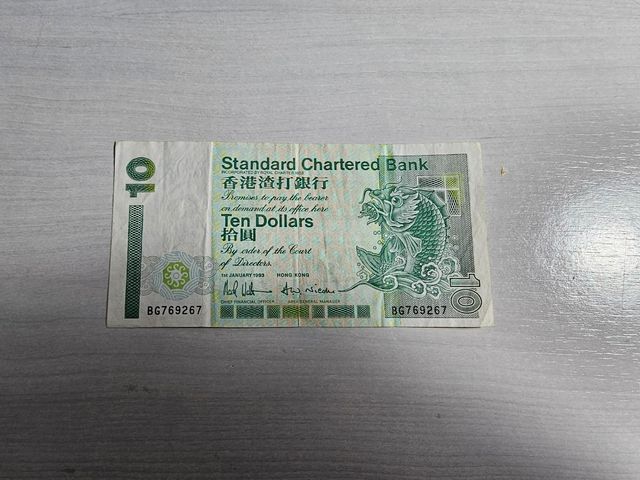 10
Standard Chartered Bank
INCORPORATED BY ROYAL CHARTER 1853
香港渣打銀行
Promises to pay the bearer
on demand at its office here
Ten Dollars
拾圓
By order of the Court
of Directors.
1ST JANUARY 1993 HONG KONG
CHIEF FINANCIAL OFFICER AREA GENERAL MANAGER
BG769267
BG769267
10